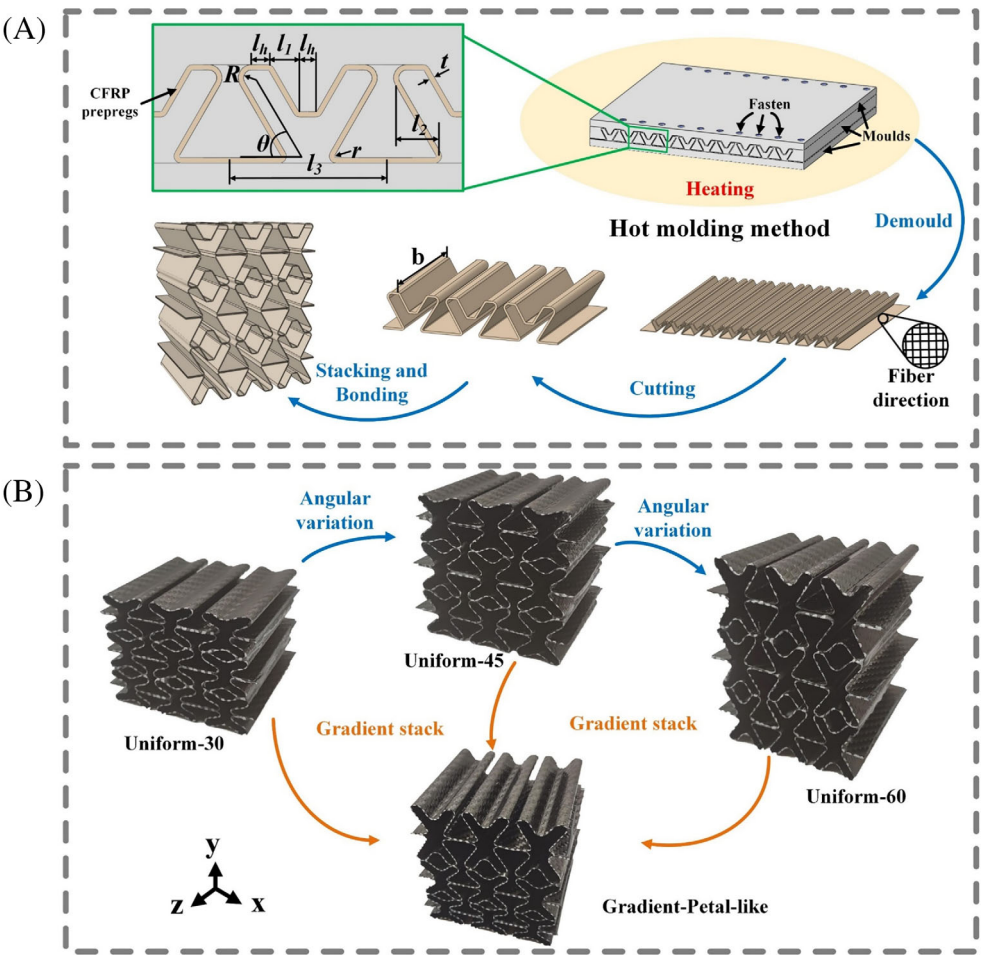 (A)
l_h l_1 l_h
R
t
CFRP
prepregs
l_2
θ
r
l_3
Fasten
Moulds
Heating
Hot molding method
Demould
b
Stacking and
Bonding
Cutting
Fiber
direction
(B)
Angular
variation
Angular
variation
Uniform-45
Uniform-30
Gradient stack
Gradient stack
Uniform-60
y
z
x
Gradient-Petal-like